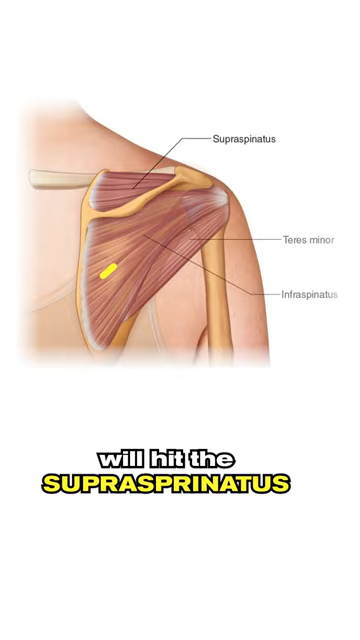 Supraspinatus
Teres minor
Infraspinatus
will hit the
SUPRASPRINATUS